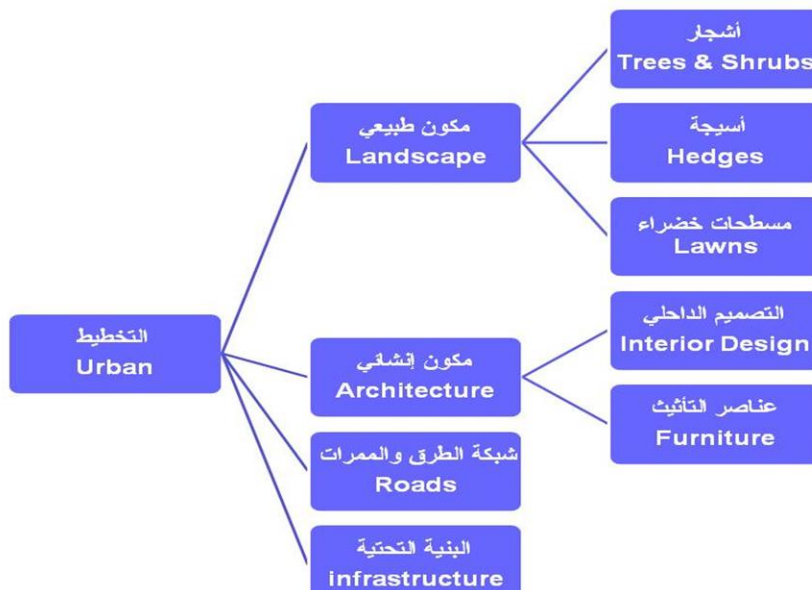 التخطيط
Urban
مكون طبيعي
Landscape
أشجار
Trees & Shrubs
أسيجة
Hedges
مسطحات خضراء
Lawns
مكون إنشائي
Architecture
التصميم الداخلي
Interior Design
عناصر التأثيث
Furniture
شبكة الطرق والممرات
Roads
البنية التحتية
infrastructure